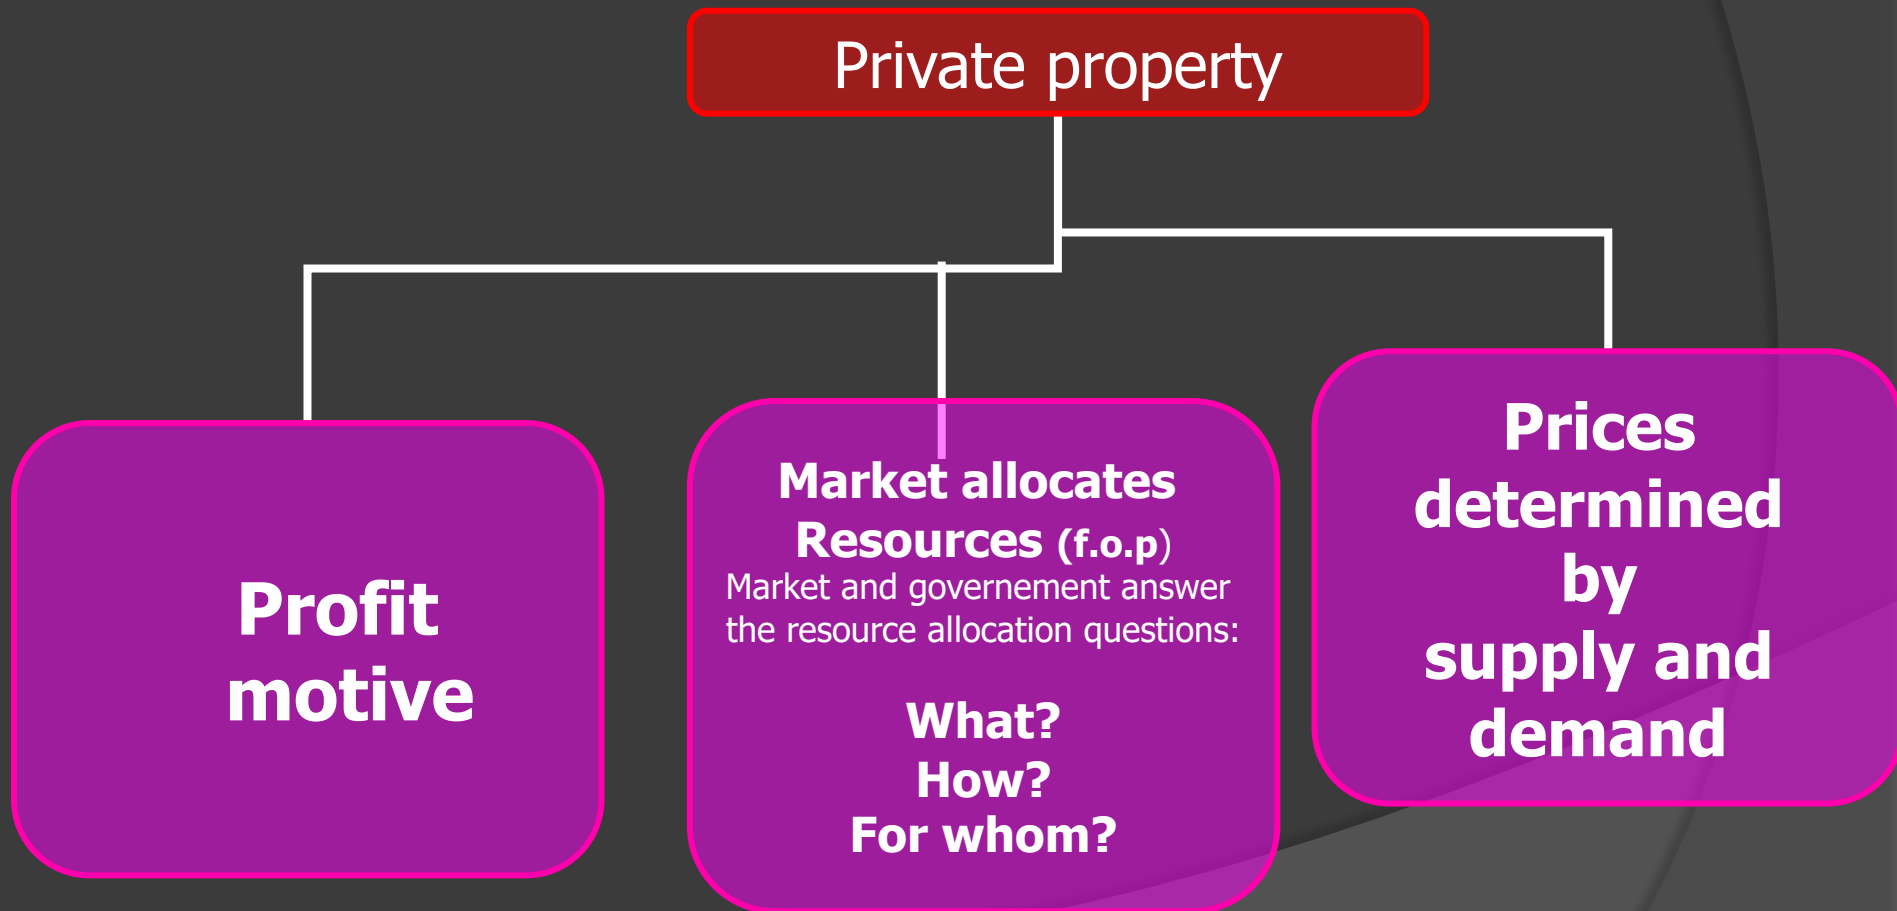 Private property
Profit
motive
Market allocates
Resources (f.o.p)
Market and governement answer
the resource allocation questions:
What?
How?
For whom?
Prices
determined
by
supply and
demand